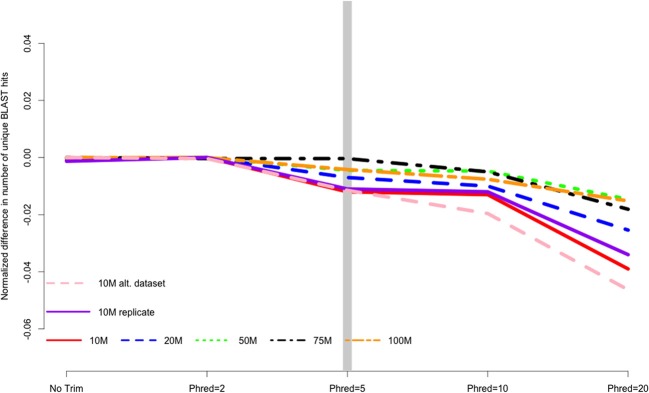 Normalized difference in number of unique BLAST hits
0.04
0.02
0.00
-0.02
-0.04
-0.06
10M alt. dataset
10M replicate
10M 20M 50M 75M 100M
No Trim Phred=2 Phred=5 Phred=10 Phred=20